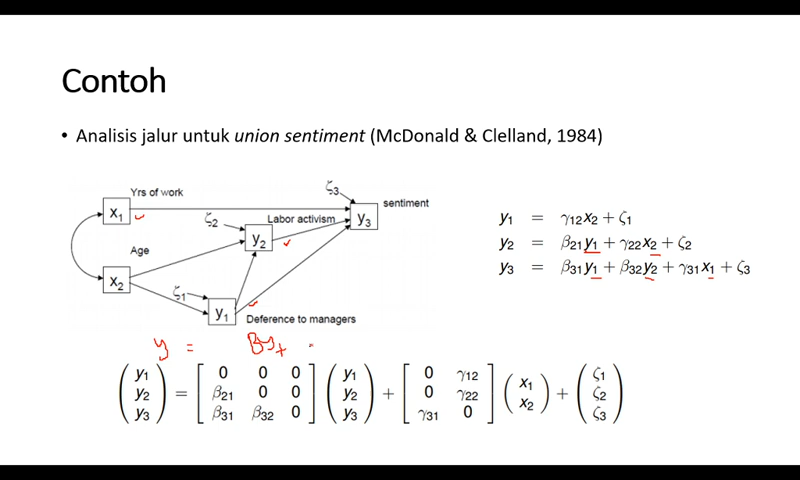 Contoh
• Analisis jalur untuk union sentiment (McDonald & Clelland, 1984)
Yrs of work
ζ3
sentiment
x1
ζ2
Labor activism
y3
y2
Age
x2
ζ1
y1
Deference to managers
y1 = γ12x2 + ζ1
y2 = β21y1 + γ22x2 + ζ2
y3 = β31y1 + β32y2 + γ31x1 + ζ3
y = By +
y1 0 0 0 y1 0 γ12 ζ1
y2 = β21 0 0 y2 + 0 γ22 x1 + ζ2
y3 β31 β32 0 y3 γ31 0 x2 ζ3